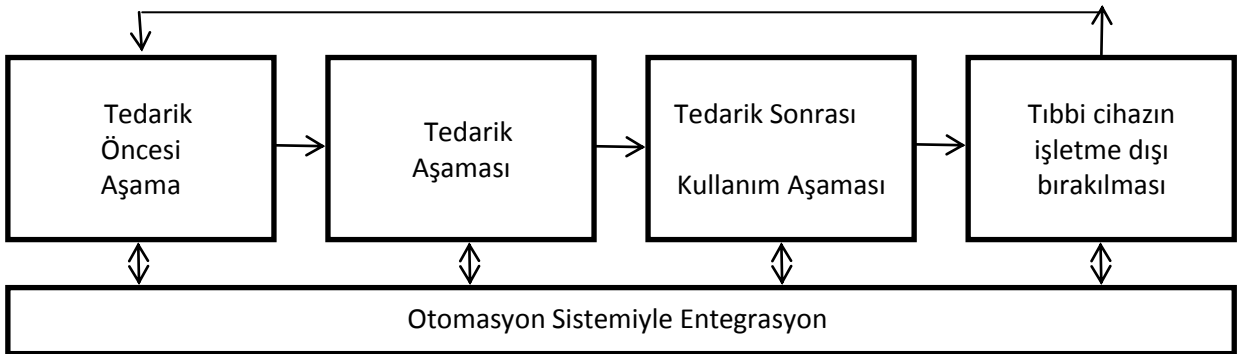 Tedarik
Öncesi
Aşama
Tedarik
Aşaması
Tedarik Sonrası
Kullanım Aşaması
Tıbbi cihazın
işletme dışı
bırakılması
Otomasyon Sistemiyle Entegrasyon